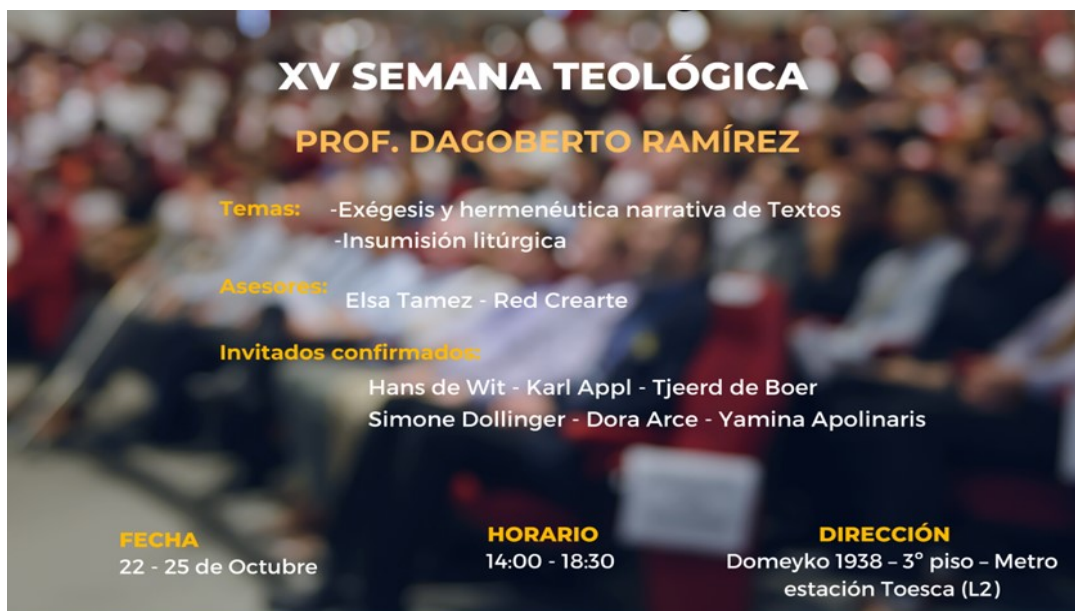 XV SEMANA TEOLÓGICA
PROF. DAGOBERTO RAMÍREZ
Temas: -Exégesis y hermenéutica narrativa de Textos
-Insumisión litúrgica
Asesores: Elsa Tamez - Red Crearte
Invitados confirmados:
Hans de Wit - Karl Appl - Tjeerd de Boer
Simone Dollinger - Dora Arce - Yamina Apolinaris
FECHA
22 - 25 de Octubre
HORARIO
14:00 - 18:30
DIRECCIÓN
Domeyko 1938 – 3º piso – Metro
estación Toesca (L2)